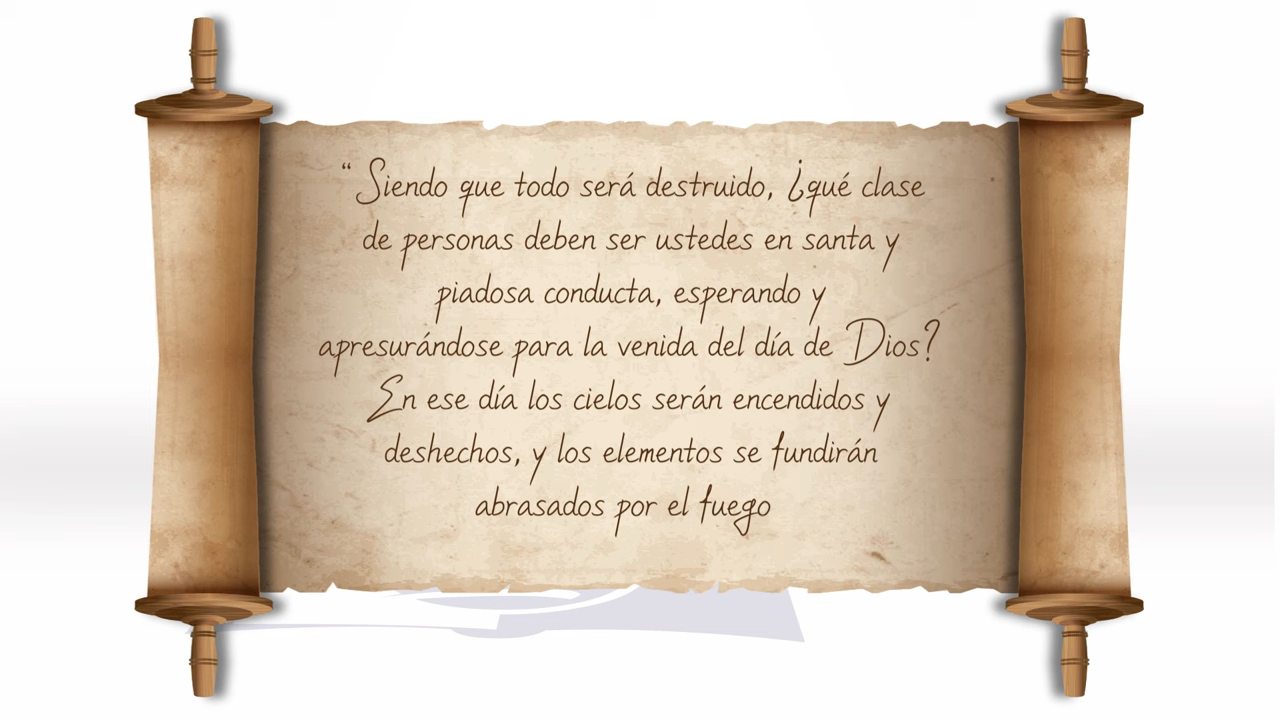 “ Siendo que todo será destruido, ¿qué clase
de personas deben ser ustedes en santa y
piadosa conducta, esperando y
apresurándose para la venida del día de Dios?
En ese día los cielos serán encendidos y
deshechos, y los elementos se fundirán
abrasados por el fuego